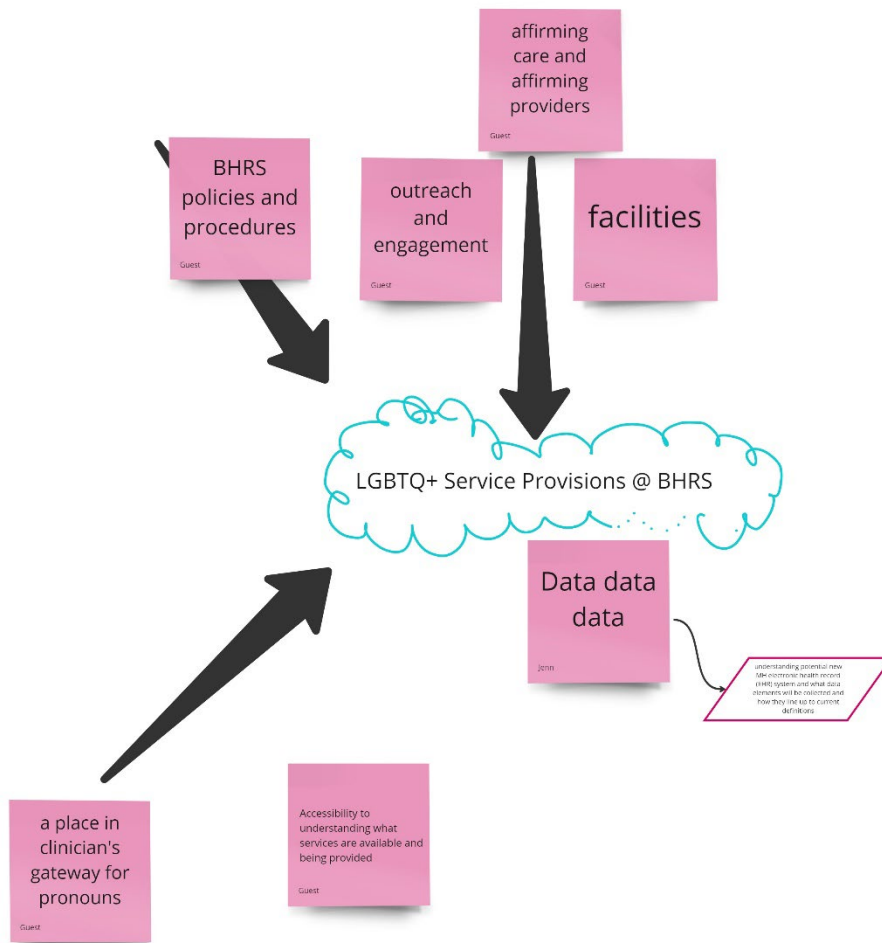 affirming
care and
affirming
providers
Guest
BHRS
policies and
procedures
Guest
outreach
and
engagement
Guest
facilities
Guest
LGBTQ+ Service Provisions @ BHRS
Data data
data
Jenn
understanding potential new
MH electronic health record
(EHR) system and what data
elements will be collected and
how they line up to current
definitions
a place in
clinician's
gateway for
pronouns
Guest
Accessibility to
understanding what
services are available and
being provided
Guest